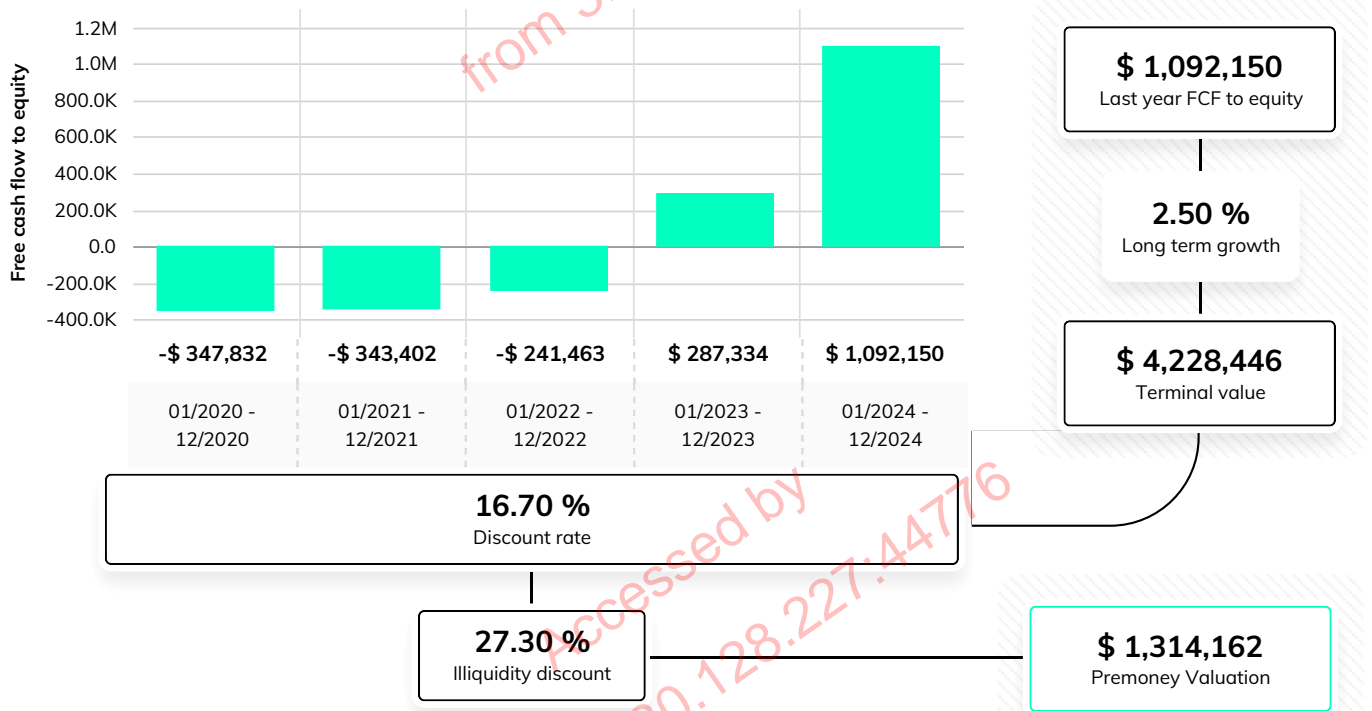 Free cash flow to equity
1.2M
1.0M
800.0K
600.0K
400.0K
200.0K
0.0
-200.0K
-400.0K
-$ 347,832
-$ 343,402
-$ 241,463
$ 287,334
$ 1,092,150
01/2020 -
12/2020
01/2021 -
12/2021
01/2022 -
12/2022
01/2023 -
12/2023
01/2024 -
12/2024
16.70 %
Discount rate
27.30 %
Illiquidity discount
$ 1,092,150
Last year FCF to equity
2.50 %
Long term growth
$ 4,228,446
Terminal value
$ 1,314,162
Premoney Valuation
from
Accessed by
0.128.227:44776